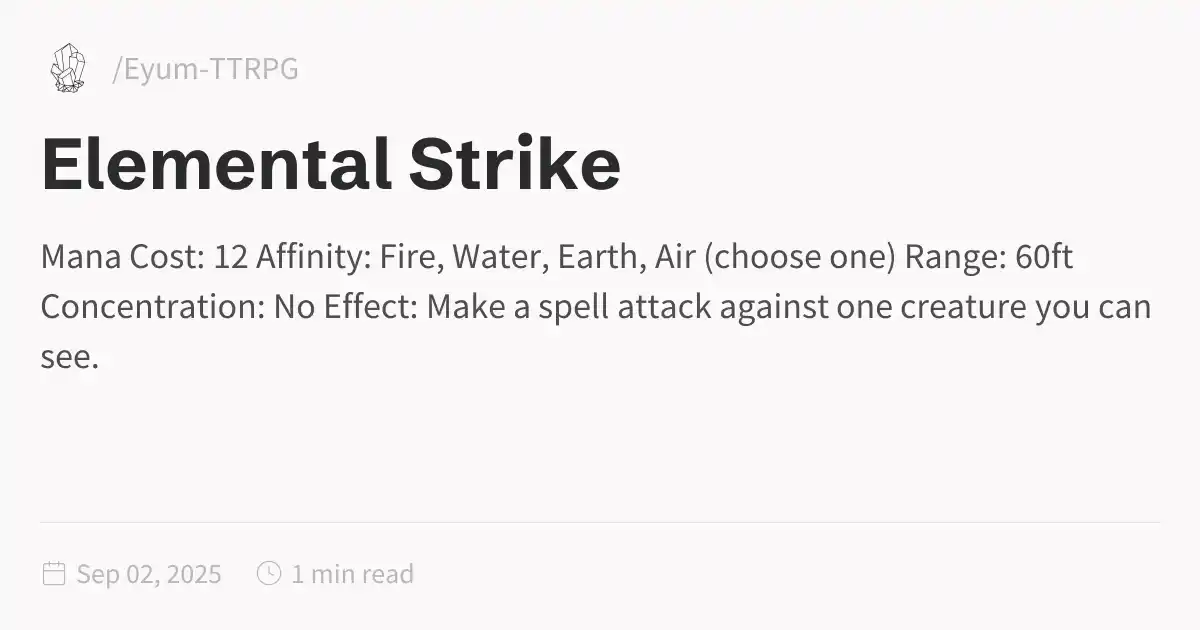 /Eyum-TTRPG
Elemental Strike
Mana Cost: 12 Affinity: Fire, Water, Earth, Air (choose one) Range: 60ft
Concentration: No Effect: Make a spell attack against one creature you can
see.
Sep 02, 2025 1 min read